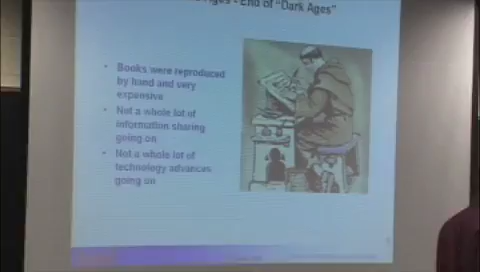 - End of "Dark Ages"
• Books were reproduced
by hand and very
expensive
• Not a whole lot of
information sharing
going on
• Not a whole lot of
technology advances
going on